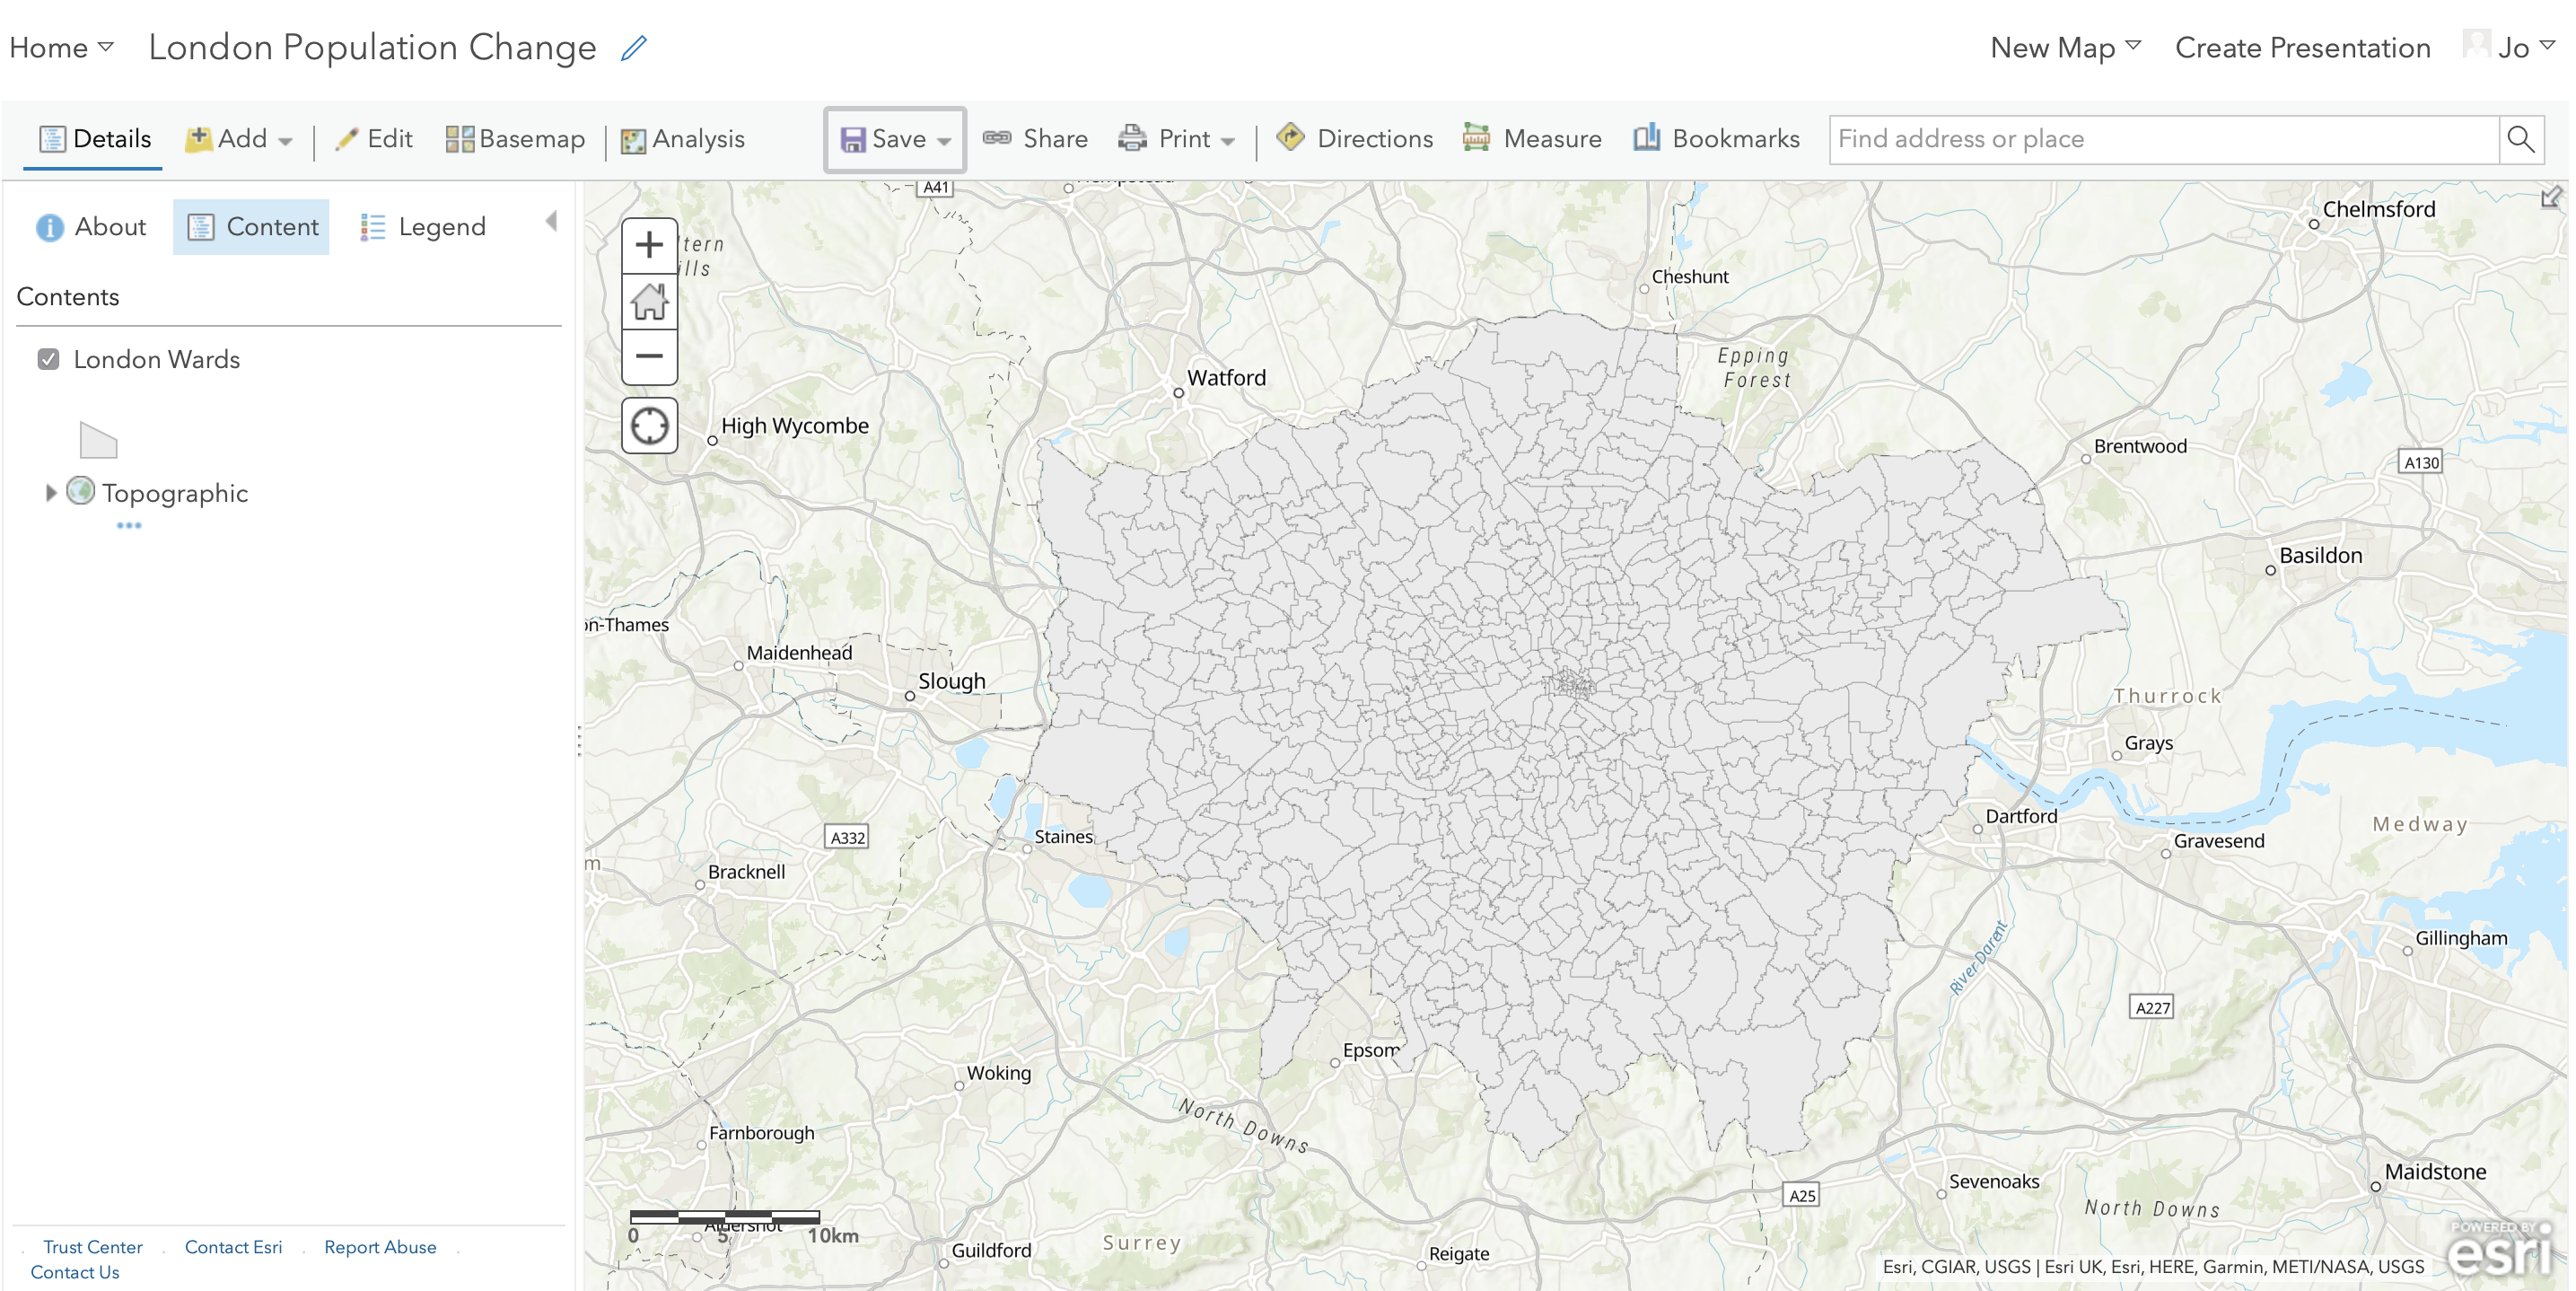 Home
London Population Change
New Map
Create Presentation
Jo
Details
Add
Edit
Basemap
Analysis
Save
Share
Print
Directions
Measure
Bookmarks
Find address or place
About
Content
Legend
Contents
London Wards
Topographic
Trust Center
Contact Esri
Report Abuse
Contact Us
A41
Chelmsford
Cheshunt
Epping
Forest
Watford
High Wycombe
Brentwood
A130
Basildon
on-Thames
Maidenhead
Slough
Thurrock
Grays
Dartford
Medway
A332
Staines
Gravesend
Bracknell
Gillingham
River Darent
A227
Epsom
Woking
North Downs
Farnborough
Maidstone
Sevenoaks
A25
North Downs
Aldershot
0
5
10km
Guildford
Surrey
Reigate
POWERED BY
esri
Esri, CGIAR, USGS | Esri UK, Esri, HERE, Garmin, METI/NASA, USGS